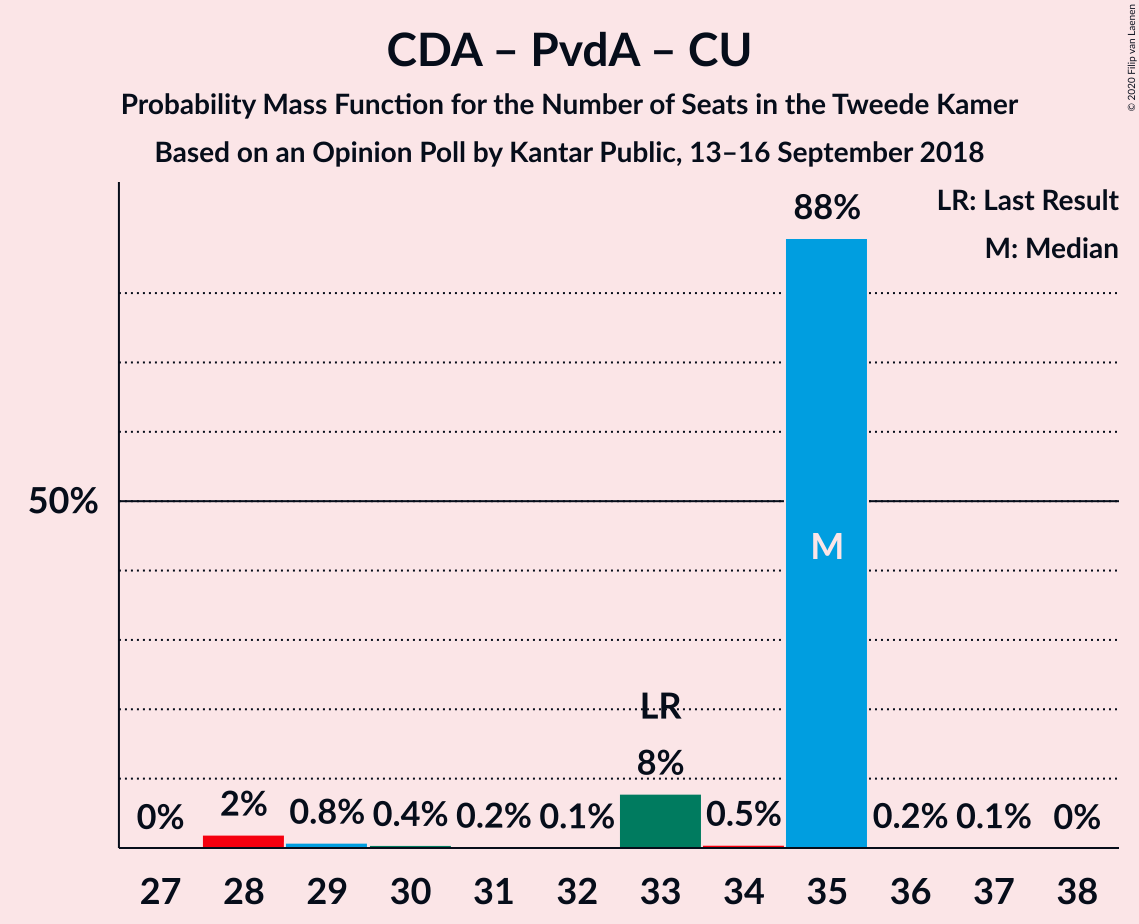 CDA – PvdA – CU
Probability Mass Function for the Number of Seats in the Tweede Kamer
Based on an Opinion Poll by Kantar Public, 13–16 September 2018
© 2020 Filip van Laenen
LR: Last Result
M: Median
88%
50%
M
LR
8%
0% 2% 0.8% 0.4% 0.2% 0.1% 0.5% 0.2% 0.1% 0%
27 28 29 30 31 32 33 34 35 36 37 38